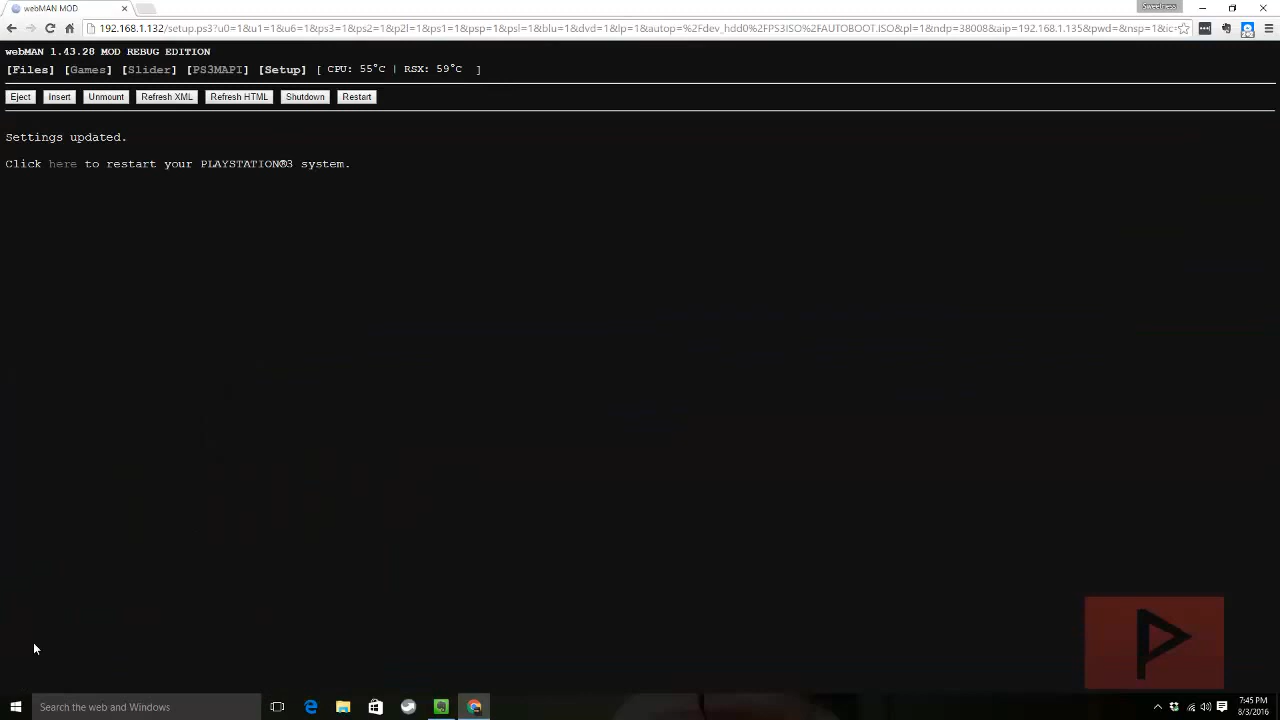 webMAN MOD
Sweetness
192.168.1.132/setup.ps3?u0=1&u1=1&u6=1&ps3=1&ps2=1&p2l=1&ps1=1&psp=1&psl=1&blu=1&dvd=1&lp=1&autop=%2Fdev_hdd0%2FPS3ISO%2FAUTOBOOT.ISO&pl=1&ndp=38008&aip=192.168.1.135&pwd=&nsp=1&ic=
webMAN 1.43.28 MOD REBUG EDITION
[Files] [Games] [Slider] [PS3MAPI] [Setup] [ CPU: 55°C | RSX: 59°C ]
Eject Insert Unmount Refresh XML Refresh HTML Shutdown Restart
Settings updated.
Click here to restart your PLAYSTATION®3 system.
Search the web and Windows
7:45 PM
8/3/2016